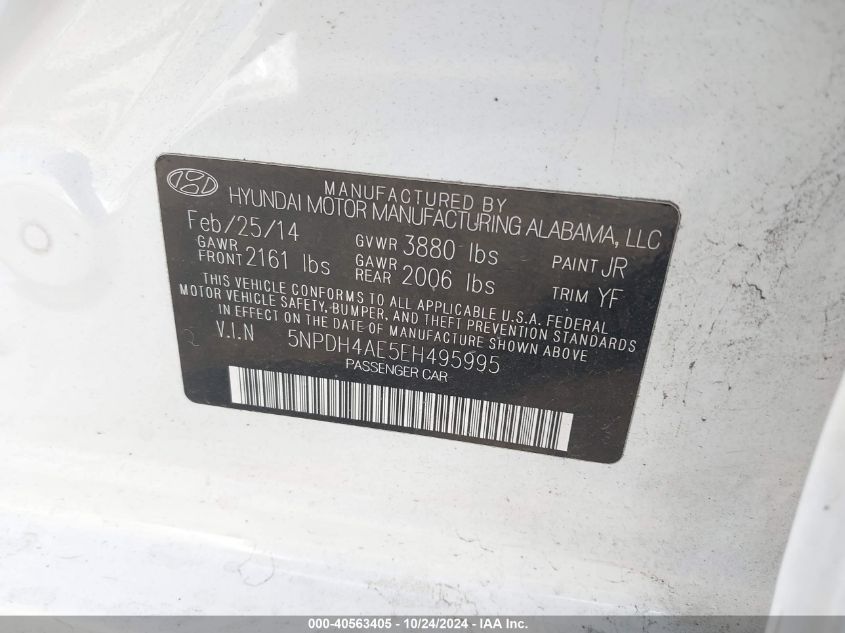 MANUFACTURED BY
HYUNDAI MOTOR MANUFACTURING ALABAMA, LLC
Feb/25/14 GVWR 3880 lbs PAINT JR
GAWR FRONT 2161 lbs GAWR REAR 2006 lbs TRIM YF
THIS VEHICLE CONFORMS TO ALL APPLICABLE U.S.A. FEDERAL
MOTOR VEHICLE SAFETY, BUMPER, AND THEFT PREVENTION STANDARDS
IN EFFECT ON THE DATE OF MANUFACTURE SHOWN ABOVE
V.I.N 5NPDH4AE5EH495995
PASSENGER CAR
000-40563405 - 10/24/2024 - IAAI.com.